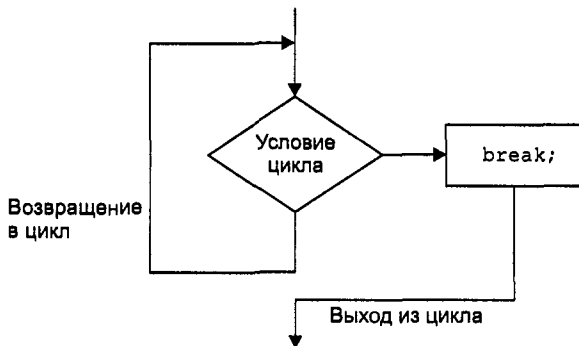 Условие
цикла
break;
Возвращение
в цикл
Выход из цикла